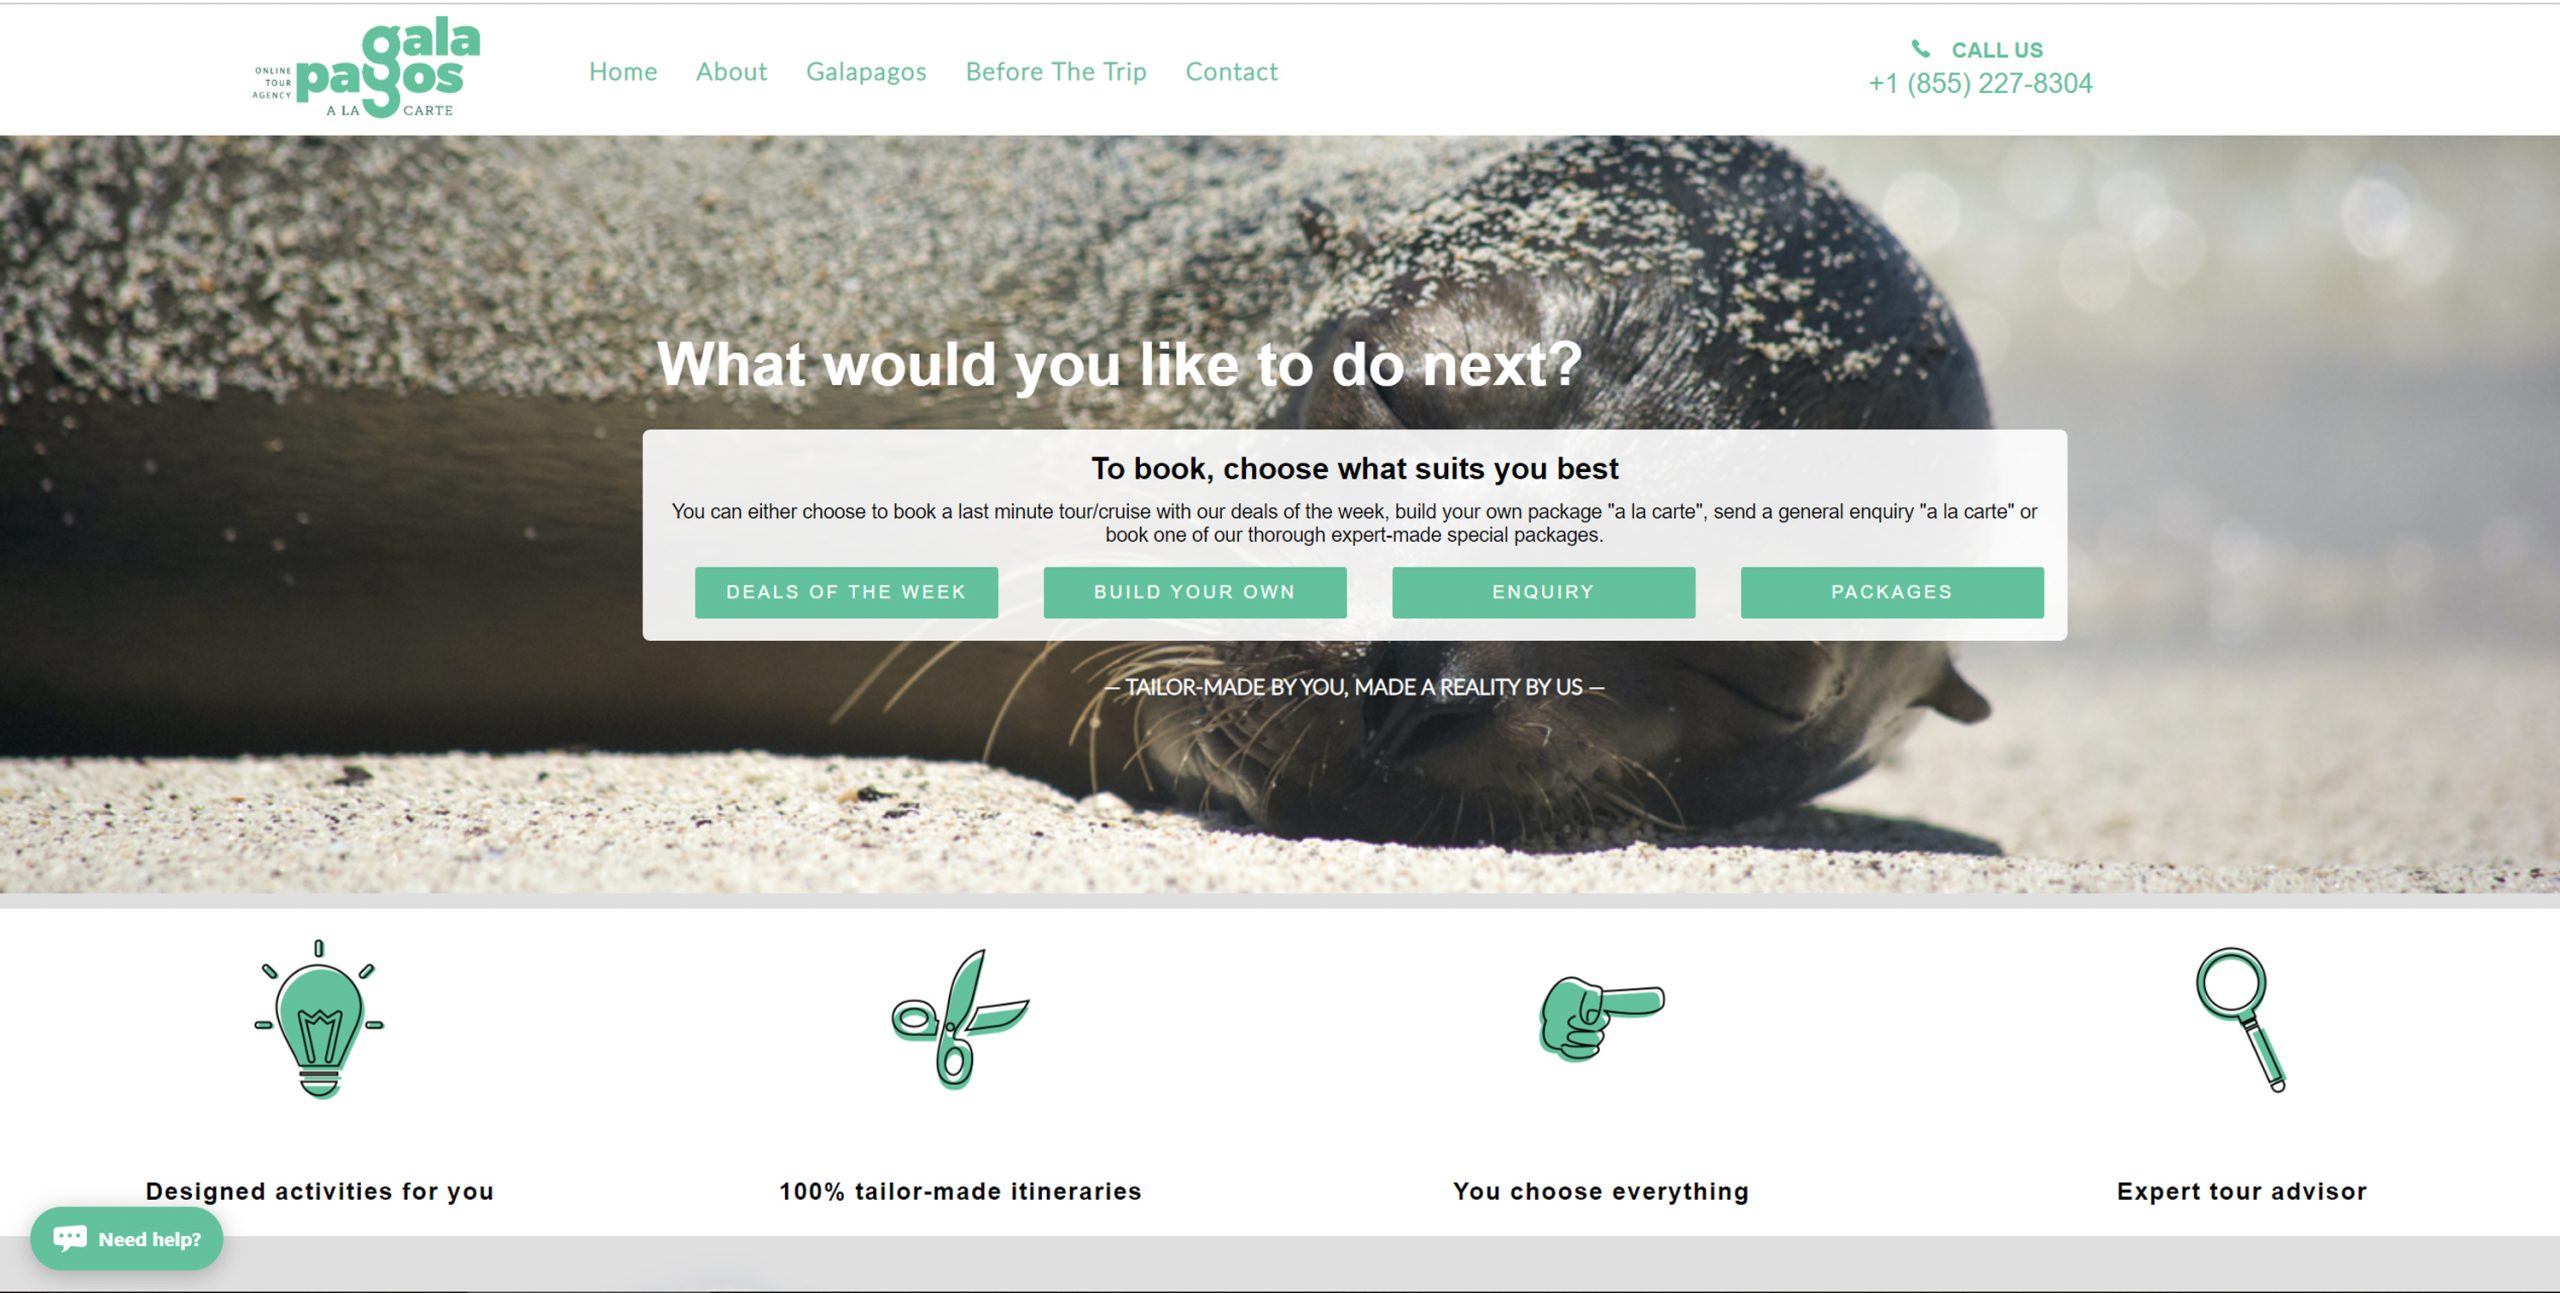 gala
ONLINE
TOUR
AGENCY
pagos
A LA CARTE
Home About Galapagos Before The Trip Contact
CALL US
+1 (855) 227-8304
What would you like to do next?
To book, choose what suits you best
You can either choose to book a last minute tour/cruise with our deals of the week, build your own package "a la carte", send a general enquiry "a la carte" or
book one of our thorough expert-made special packages.
DEALS OF THE WEEK BUILD YOUR OWN ENQUIRY PACKAGES
— TAILOR-MADE BY YOU, MADE A REALITY BY US —
Designed activities for you 100% tailor-made itineraries You choose everything Expert tour advisor
Need help?